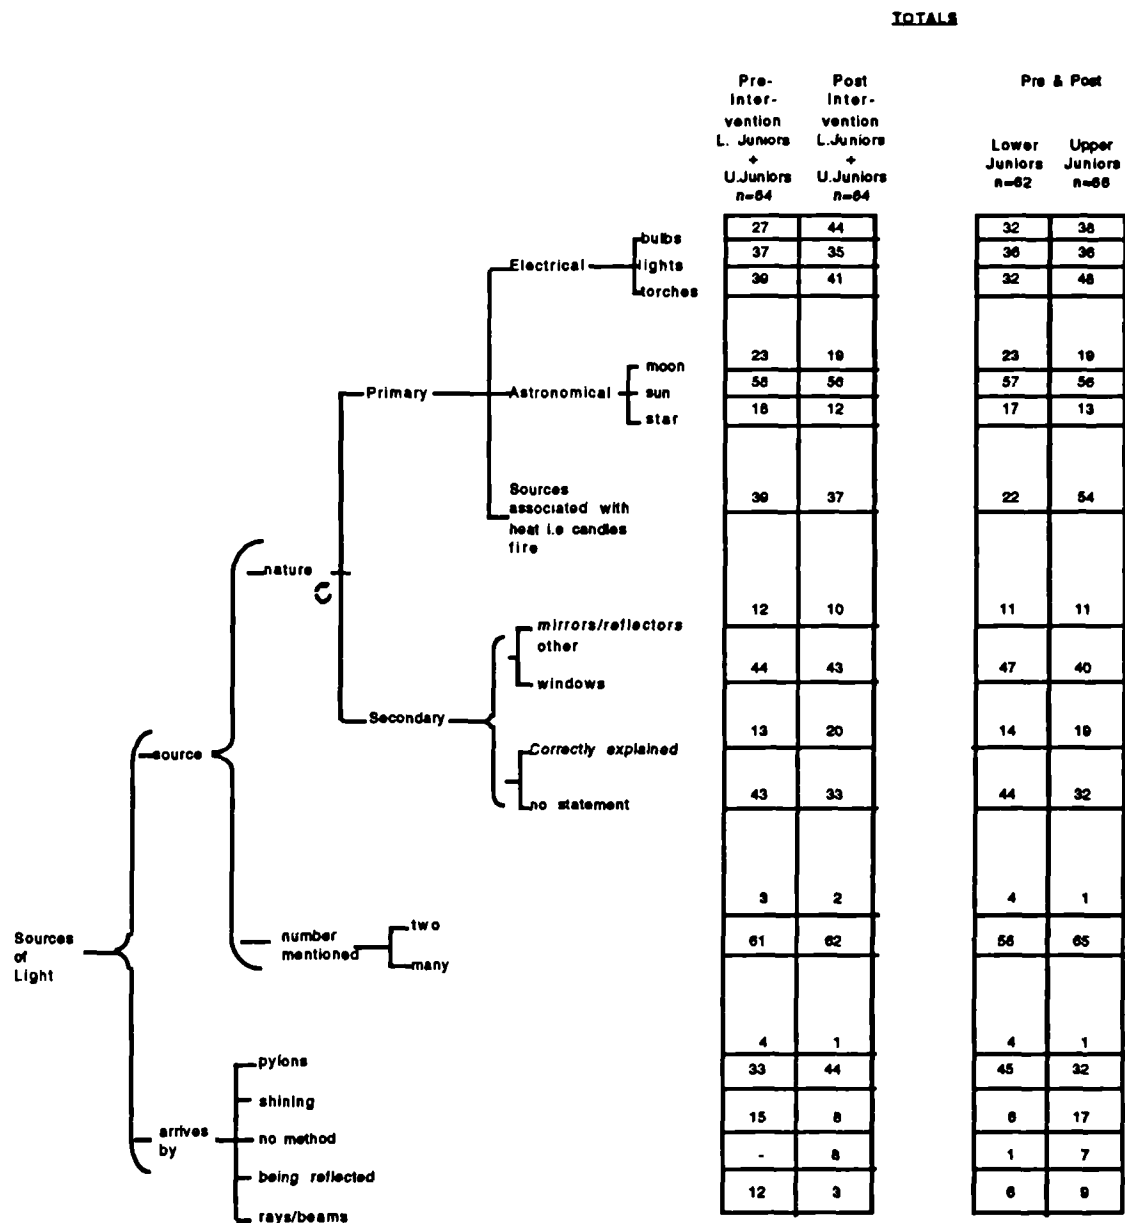 TOTALS
Pre-
Inter-
vention
L. Juniors
+
U.Juniors
n=64
Post
Inter-
vention
L.Juniors
+
U.Juniors
n=64
Pre & Post
Lower
Juniors
n=62
Upper
Juniors
n=66
27 44 32 38
bulbs
37 35 36 36
Electrical lights
39 41 32 48
torches
23 19 23 19
moon
58 56 57 56
Primary Astronomical sun
18 12 17 13
star
Sources
associated with
heat i.e candles
fire
39 37 22 54
nature
12 10 11 11
mirrors/reflectors
other
44 43 47 40
windows
Secondary
13 20 14 19
source
Correctly explained
43 33 44 32
no statement
3 2 4 1
two
number
mentioned
61 62 58 65
many
Sources
of
Light
4 1 4 1
pylons
33 44 45 32
shining
15 8 6 17
arrives
by
no method
- 8 1 7
being reflected
12 3 6 9
rays/beams